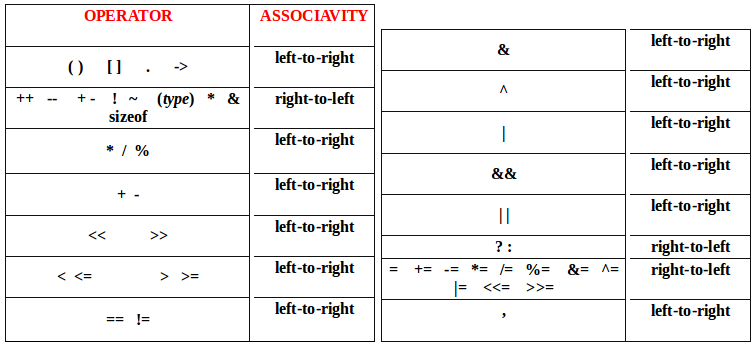 OPERATOR ASSOCIAVITY
( ) [ ] . -> left-to-right
++ -- + - ! ~ (type) * & right-to-left
sizeof
* / % left-to-right
+ - left-to-right
<< >> left-to-right
< <= > >= left-to-right
== != left-to-right
& left-to-right
^ left-to-right
| left-to-right
&& left-to-right
|| left-to-right
? : right-to-left
= += -= *= /= %= &= ^= right-to-left
|= <<= >>=
, left-to-right